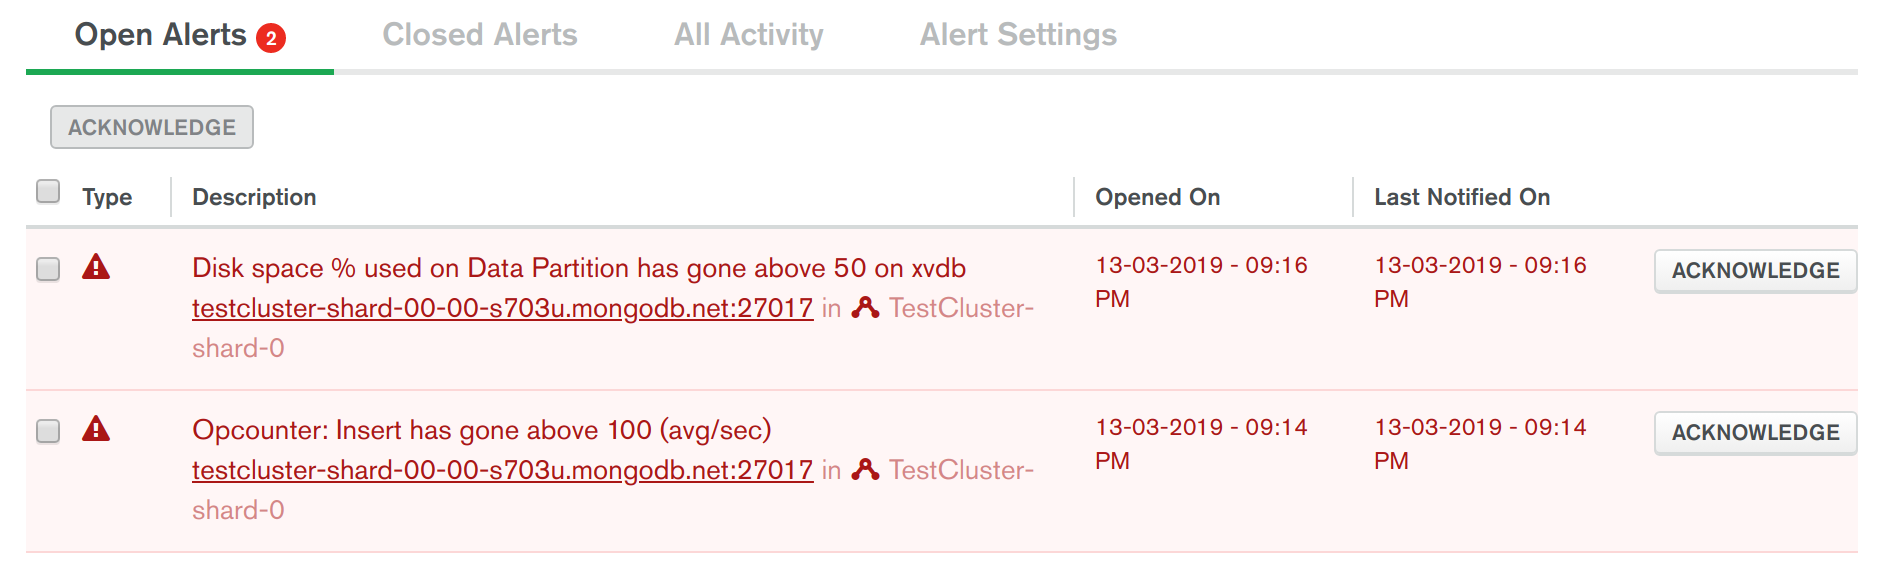 Open Alerts 2 Closed Alerts All Activity Alert Settings
ACKNOWLEDGE
Type Description Opened On Last Notified On
Disk space % used on Data Partition has gone above 50 on xvdb 13-03-2019 - 09:16 13-03-2019 - 09:16 ACKNOWLEDGE
testcluster-shard-00-00-s703u.mongodb.net:27017 in TestCluster- PM PM
shard-0
Opcounter: Insert has gone above 100 (avg/sec) 13-03-2019 - 09:14 13-03-2019 - 09:14 ACKNOWLEDGE
testcluster-shard-00-00-s703u.mongodb.net:27017 in TestCluster- PM PM
shard-0